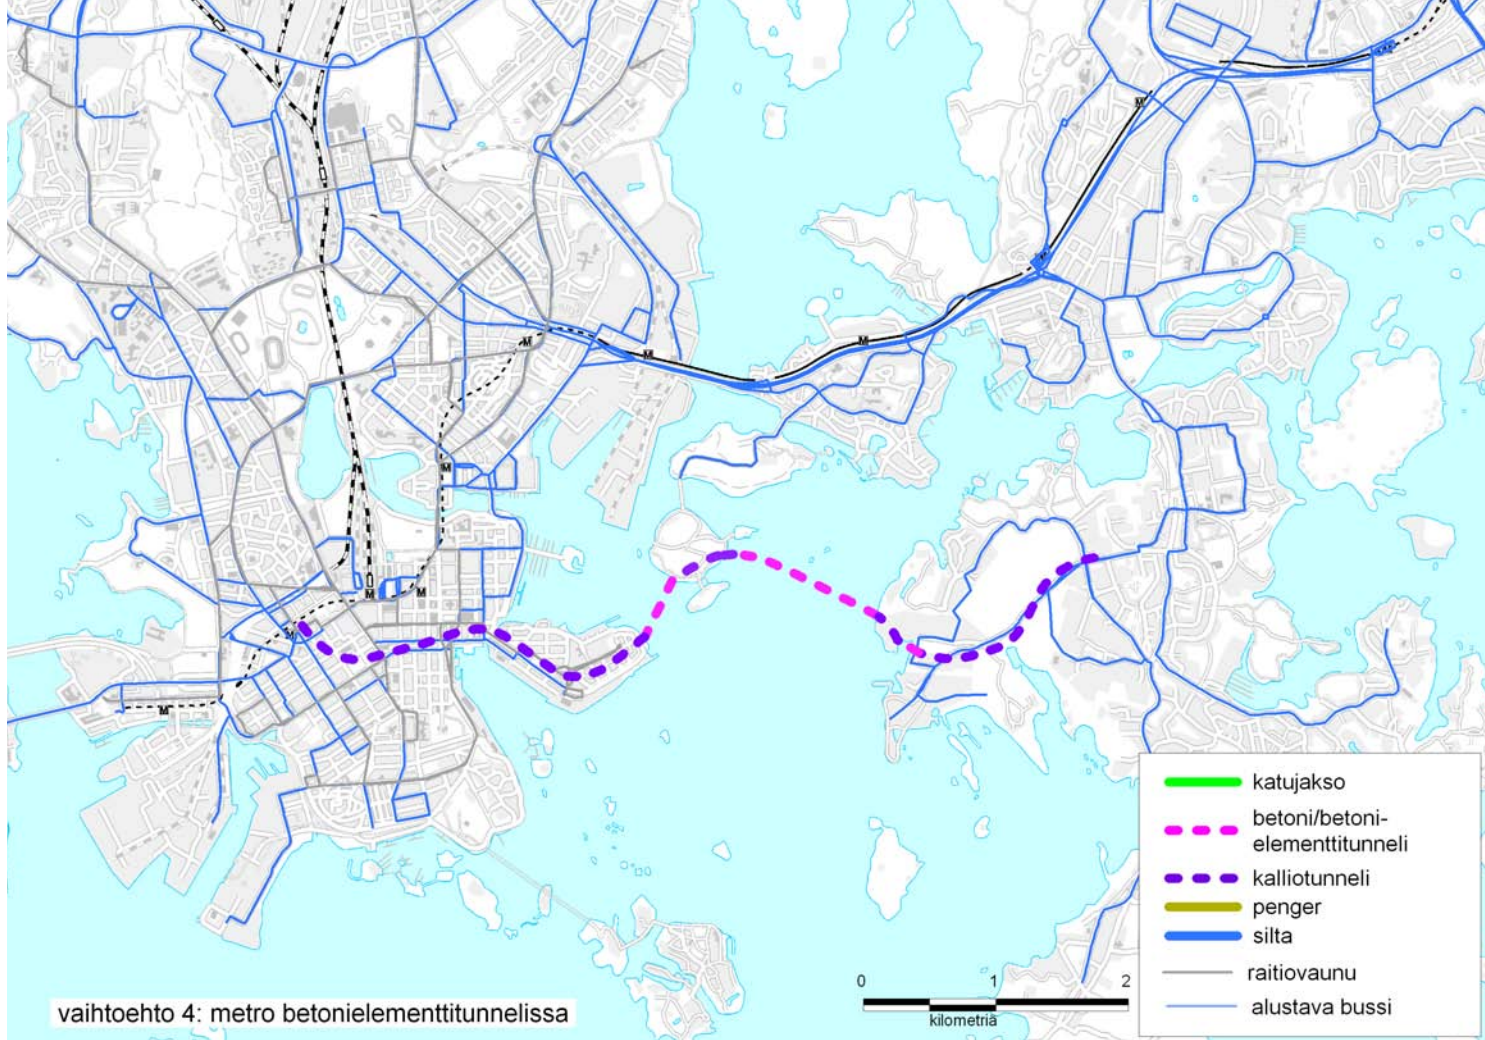 M
M
M
M
M
M
M
M
M
katujakso
betoni/betoni-
elementtitunneli
kalliotunneli
penger
silta
raitiovaunu
alustava bussi
0 1 2
kilometriä
vaihtoehto 4: metro betonielementtitunnelissa